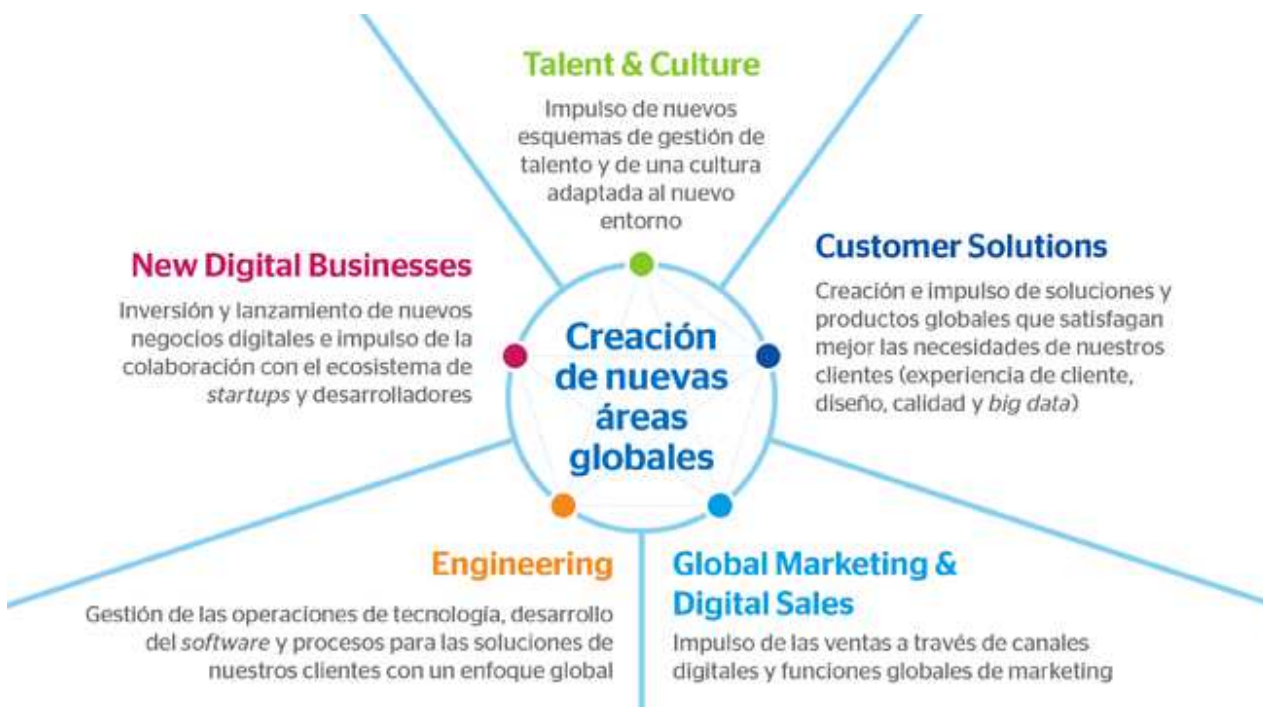 Talent & Culture
Impulso de nuevos
esquemas de gestión de
talento y de una cultura
adaptada al nuevo
entorno
New Digital Businesses
Inversión y lanzamiento de nuevos
negocios digitales e impulso de la
colaboración con el ecosistema de
startups y desarrolladores
Creación
de nuevas
áreas
globales
Customer Solutions
Creación e impulso de soluciones y
productos globales que satisfagan
mejor las necesidades de nuestros
clientes (experiencia de cliente,
diseño, calidad y big data)
Engineering
Gestión de las operaciones de tecnología, desarrollo
del software y procesos para las soluciones de
nuestros clientes con un enfoque global
Global Marketing &
Digital Sales
Impulso de las ventas a través de canales
digitales y funciones globales de marketing